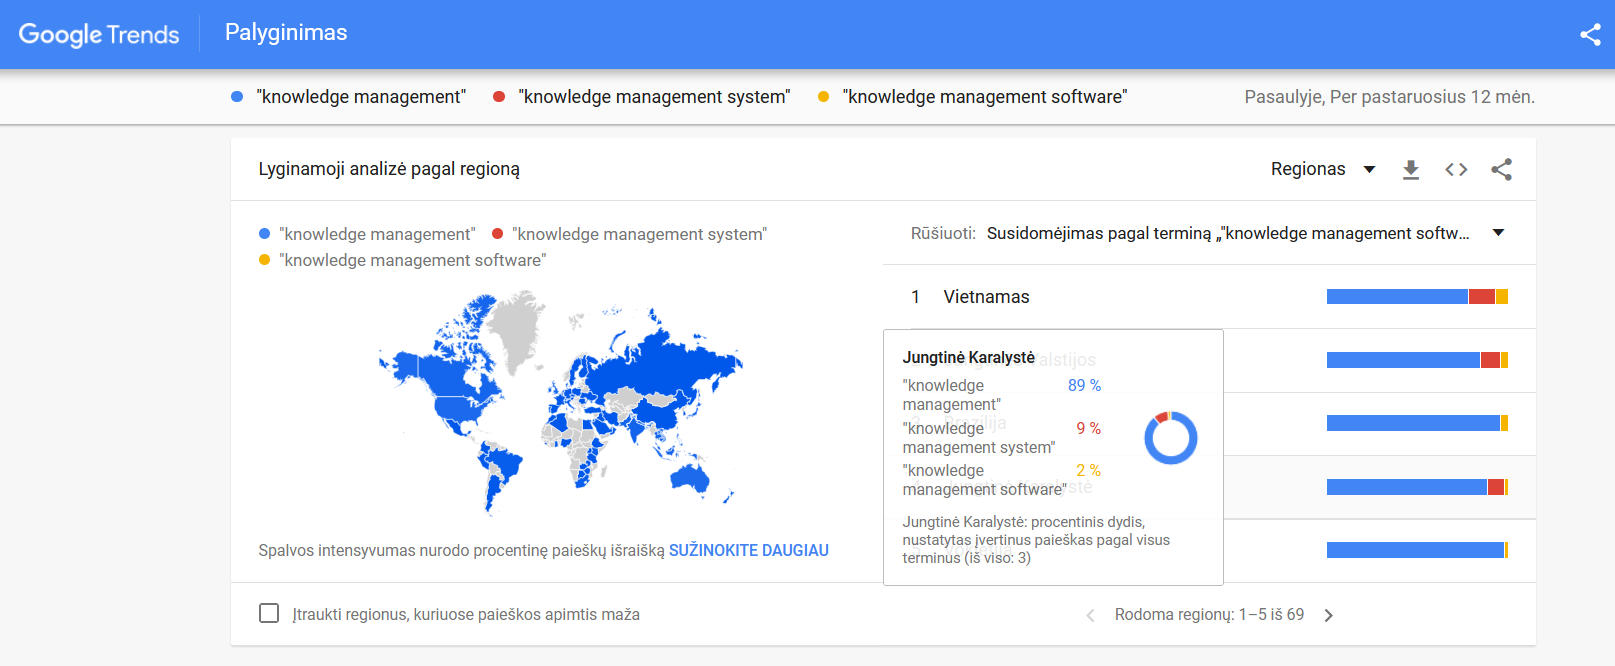 Google Trends
Palyginimas
"knowledge management"
"knowledge management system"
"knowledge management software"
Pasaulyje, Per pastaruosius 12 mėn.
Lyginamoji analizė pagal regioną
Regionas
"knowledge management"
"knowledge management system"
"knowledge management software"
Spalvos intensyvumas nurodo procentinę paieškų išraišką SUŽINOKITE DAUGIAU
Rūšiuoti: Susidomėjimas pagal terminą „"knowledge management softw...
1 Vietnamas
Valstijos
Brazilija
Jungtinė Karalystė
"knowledge
management"
89 %
"knowledge
management system"
9 %
"knowledge
management software"
2 %
Jungtinė Karalystė: procentinis dydis,
nustatytas įvertinus paieškas pagal visus
terminus (iš viso: 3)
Įtraukti regionus, kuriuose paieškos apimtis maža
Rodoma regionų: 1–5 iš 69